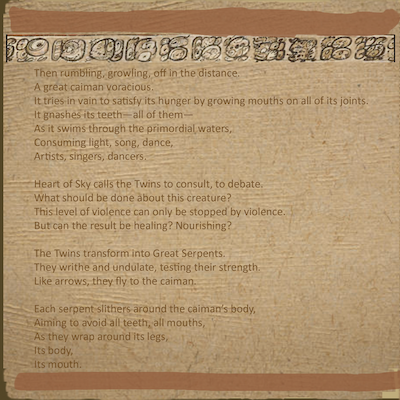 Then rumbling, growling, off in the distance.
A great caiman voracious.
It tries in vain to satisfy its hunger by growing mouths on all of its joints.
It gnashes its teeth—all of them—
As it swims through the primordial waters,
Consuming light, song, dance,
Artists, singers, dancers.
Heart of Sky calls the Twins to consult, to debate.
What should be done about this creature?
This level of violence can only be stopped by violence.
But can the result be healing? Nourishing?
The Twins transform into Great Serpents.
They writhe and undulate, testing their strength.
Like arrows, they fly to the caiman.
Each serpent slithers around the caiman's body,
Aiming to avoid all teeth, all mouths,
As they wrap around its legs,
Its body,
Its mouth.